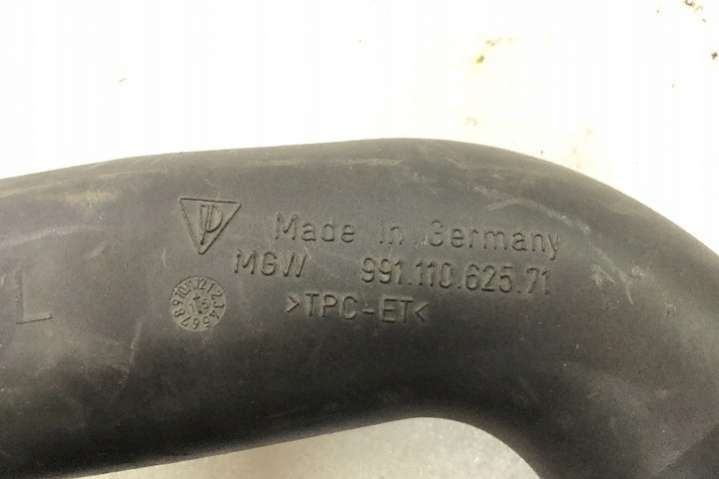 Made in Germany
MGW 991.110.625.71
>TPC-ET<
L